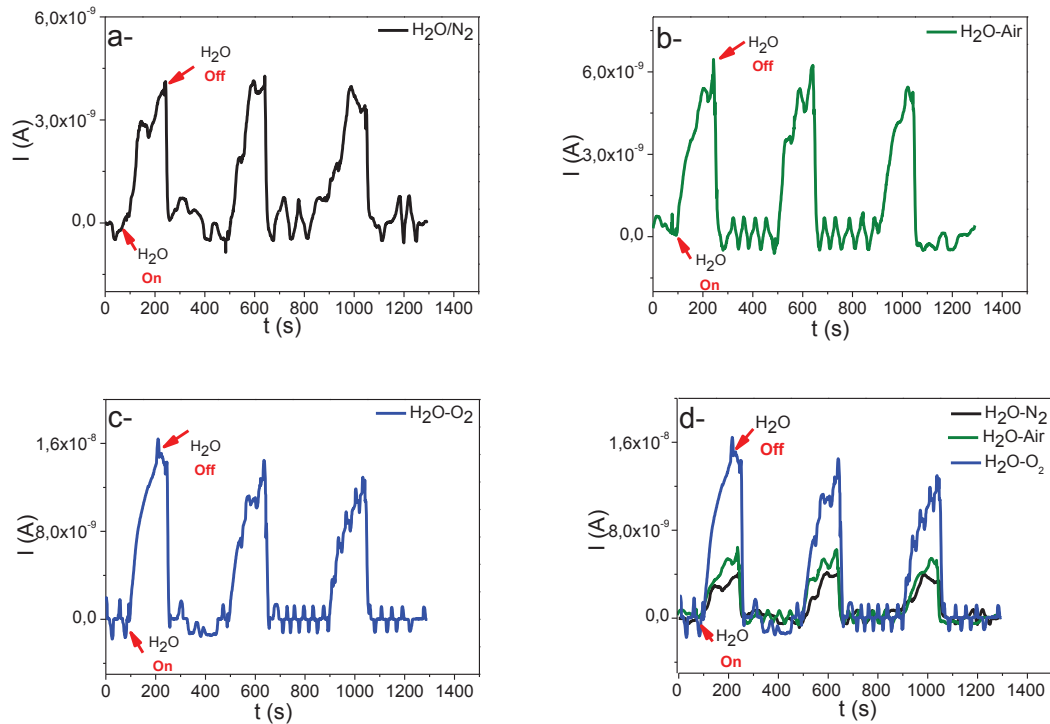 a-
H₂O/N₂
6,0x10⁻⁹
3,0x10⁻⁹
0,0
I (A)
H₂O
Off
H₂O
On
0 200 400 600 800 1000 1200 1400
t (s)
b-
H₂O-Air
6,0x10⁻⁹
3,0x10⁻⁹
0,0
I (A)
H₂O
Off
H₂O
On
0 200 400 600 800 1000 1200 1400
t (s)
c-
H₂O-O₂
1,6x10⁻⁸
8,0x10⁻⁹
0,0
I (A)
H₂O
Off
H₂O
On
0 200 400 600 800 1000 1200 1400
t (s)
d-
H₂O-N₂
H₂O-Air
H₂O-O₂
1,6x10⁻⁸
8,0x10⁻⁹
0,0
I (A)
H₂O
Off
H₂O
On
0 200 400 600 800 1000 1200 1400
t (s)